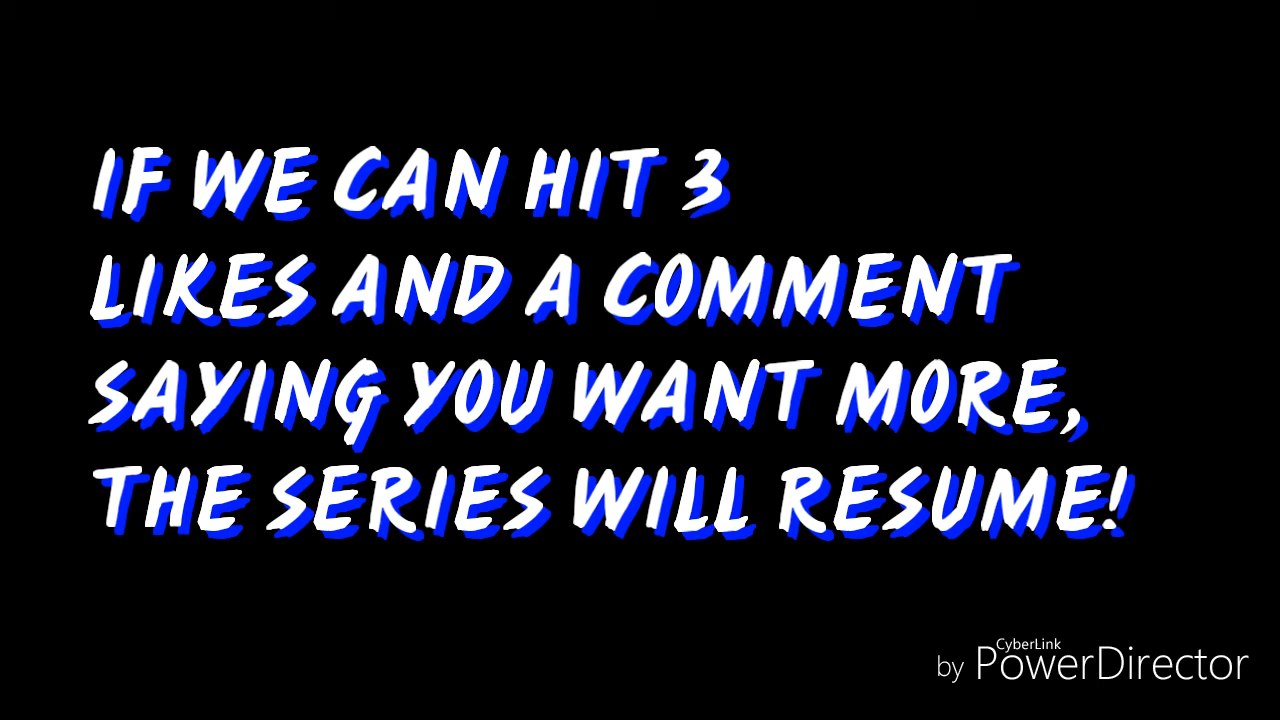 IF WE CAN HIT 3
LIKES AND A COMMENT
SAYING YOU WANT MORE,
THE SERIES WILL RESUME!
CyberLink
by PowerDirector